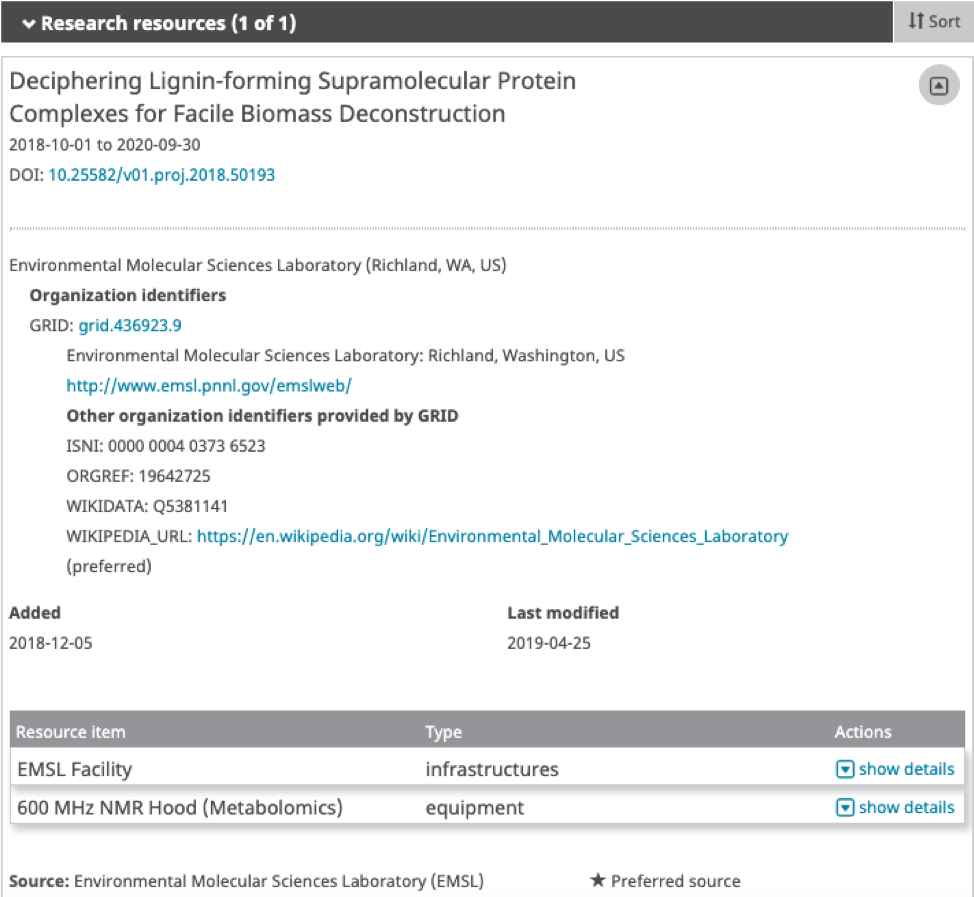 Research resources (1 of 1)
Sort
Deciphering Lignin-forming Supramolecular Protein
Complexes for Facile Biomass Deconstruction
2018-10-01 to 2020-09-30
DOI: 10.25582/v01.proj.2018.50193
Environmental Molecular Sciences Laboratory (Richland, WA, US)
Organization identifiers
GRID: grid.436923.9
Environmental Molecular Sciences Laboratory: Richland, Washington, US
http://www.emsl.pnnl.gov/emslweb/
Other organization identifiers provided by GRID
ISNI: 0000 0004 0373 6523
ORGREF: 19642725
WIKIDATA: Q5381141
WIKIPEDIA_URL: https://en.wikipedia.org/wiki/Environmental_Molecular_Sciences_Laboratory
(preferred)
Added Last modified
2018-12-05 2019-04-25
Resource item Type Actions
EMSL Facility infrastructures show details
600 MHz NMR Hood (Metabolomics) equipment show details
Source: Environmental Molecular Sciences Laboratory (EMSL) ★ Preferred source